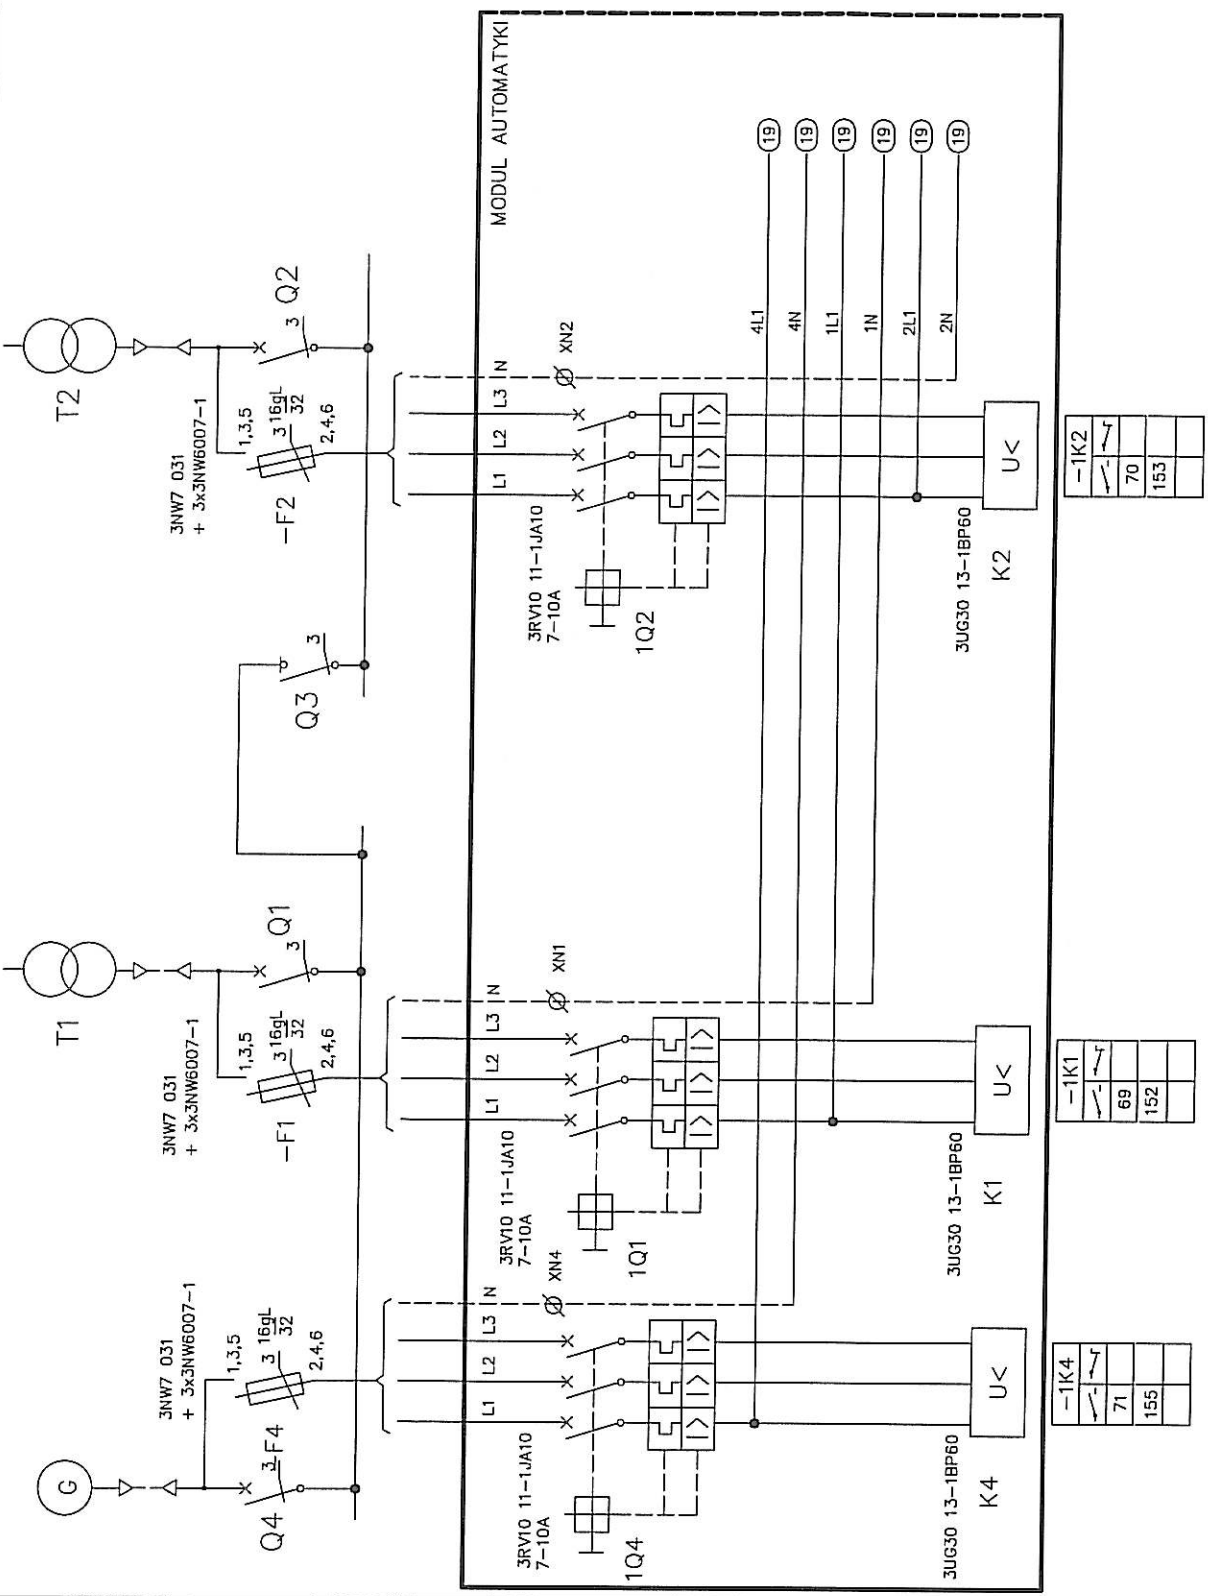 G
T1
T2
3NW7 031
+ 3x3NW6007-1
1,3,5
3 16gL
32
2,4,6
F4
3
Q4
3NW7 031
+ 3x3NW6007-1
1,3,5
3 16gL
32
2,4,6
-F1
3
Q1
Q3
3
3NW7 031
+ 3x3NW6007-1
1,3,5
3 16gL
32
2,4,6
-F2
3
Q2
MODUL AUTOMATYKI
L1
L2
L3
N
XN4
3RV10 11-1JA10
7-10A
1Q4
I>
I>
I>
L1
L2
L3
N
XN1
3RV10 11-1JA10
7-10A
1Q1
I>
I>
I>
L1
L2
L3
N
XN2
3RV10 11-1JA10
7-10A
1Q2
I>
I>
I>
4L1
19
4N
19
1L1
19
1N
19
2L1
19
2N
19
3UG30 13-1BP60
K4
U<
3UG30 13-1BP60
K1
U<
3UG30 13-1BP60
K2
U<
-1K4
71
155
-1K1
69
152
-1K2
70
153